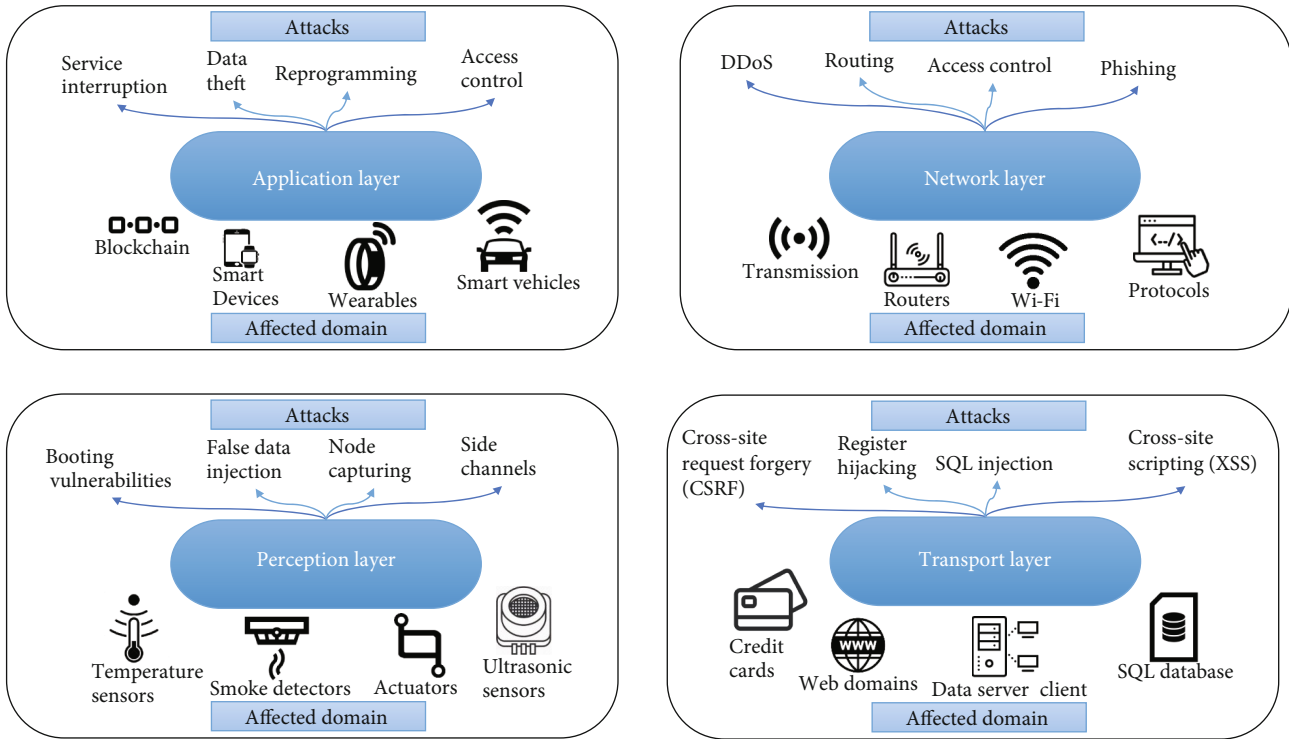 Attacks
Service
interruption
Data
theft
Reprogramming
Access
control
Application layer
Blockchain
Smart
Devices
Wearables
Smart vehicles
Affected domain
Attacks
DDoS
Routing
Access control
Phishing
Network layer
Transmission
Routers
Wi-Fi
<--/>
Protocols
Affected domain
Attacks
Booting
vulnerabilities
False data
injection
Node
capturing
Side
channels
Perception layer
Temperature
sensors
Smoke detectors
Actuators
Ultrasonic
sensors
Affected domain
Attacks
Cross-site
request forgery
(CSRF)
Register
hijacking
SQL injection
Cross-site
scripting (XSS)
Transport layer
Credit
cards
WWW
Web domains
Data server client
SQL database
Affected domain